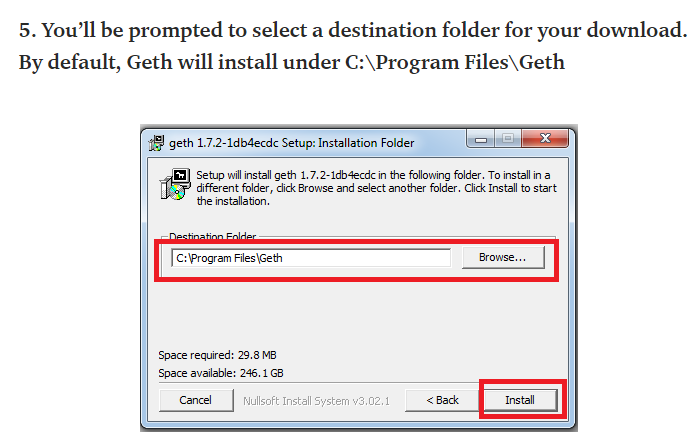 5. You’ll be prompted to select a destination folder for your download.
By default, Geth will install under C:\Program Files\Geth
geth 1.7.2-1db4ecdc Setup: Installation Folder
Setup will install geth 1.7.2-1db4ecdc in the following folder. To install in a
different folder, click Browse and select another folder. Click Install to start
the installation.
Destination Folder
C:\Program Files\Geth
Browse...
Space required: 29.8 MB
Space available: 246.1 GB
Cancel
Nullsoft Install System v3.02.1
< Back
Install